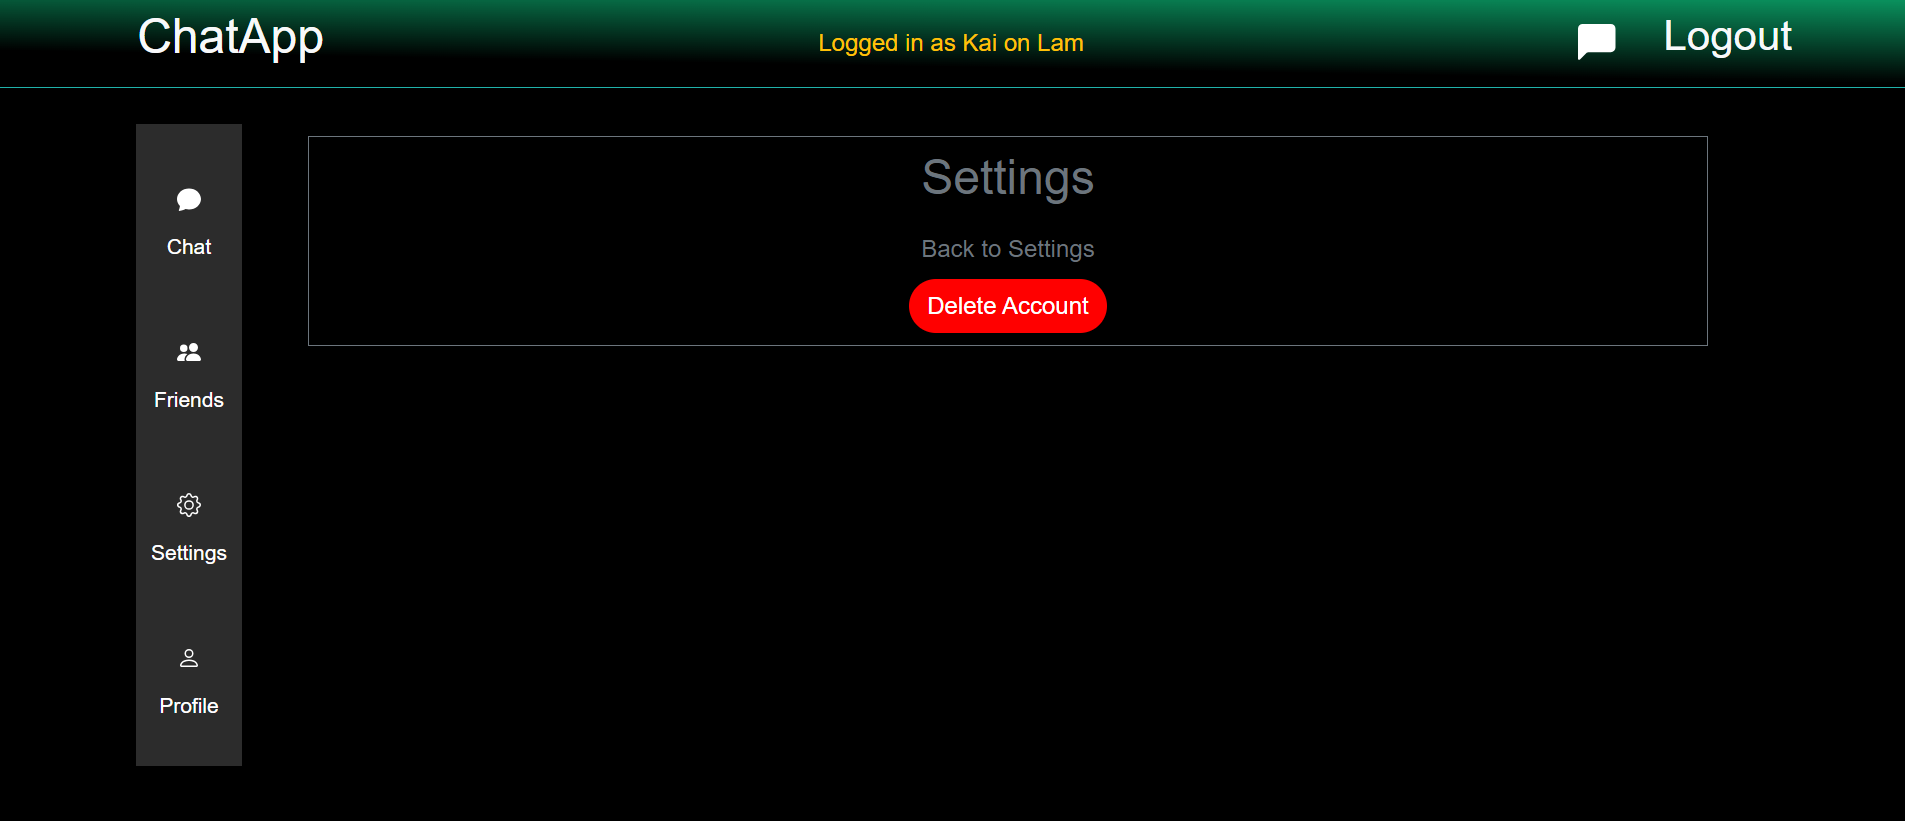 ChatApp
Logged in as Kai on Lam
Logout
Chat
Friends
Settings
Profile
Settings
Back to Settings
Delete Account